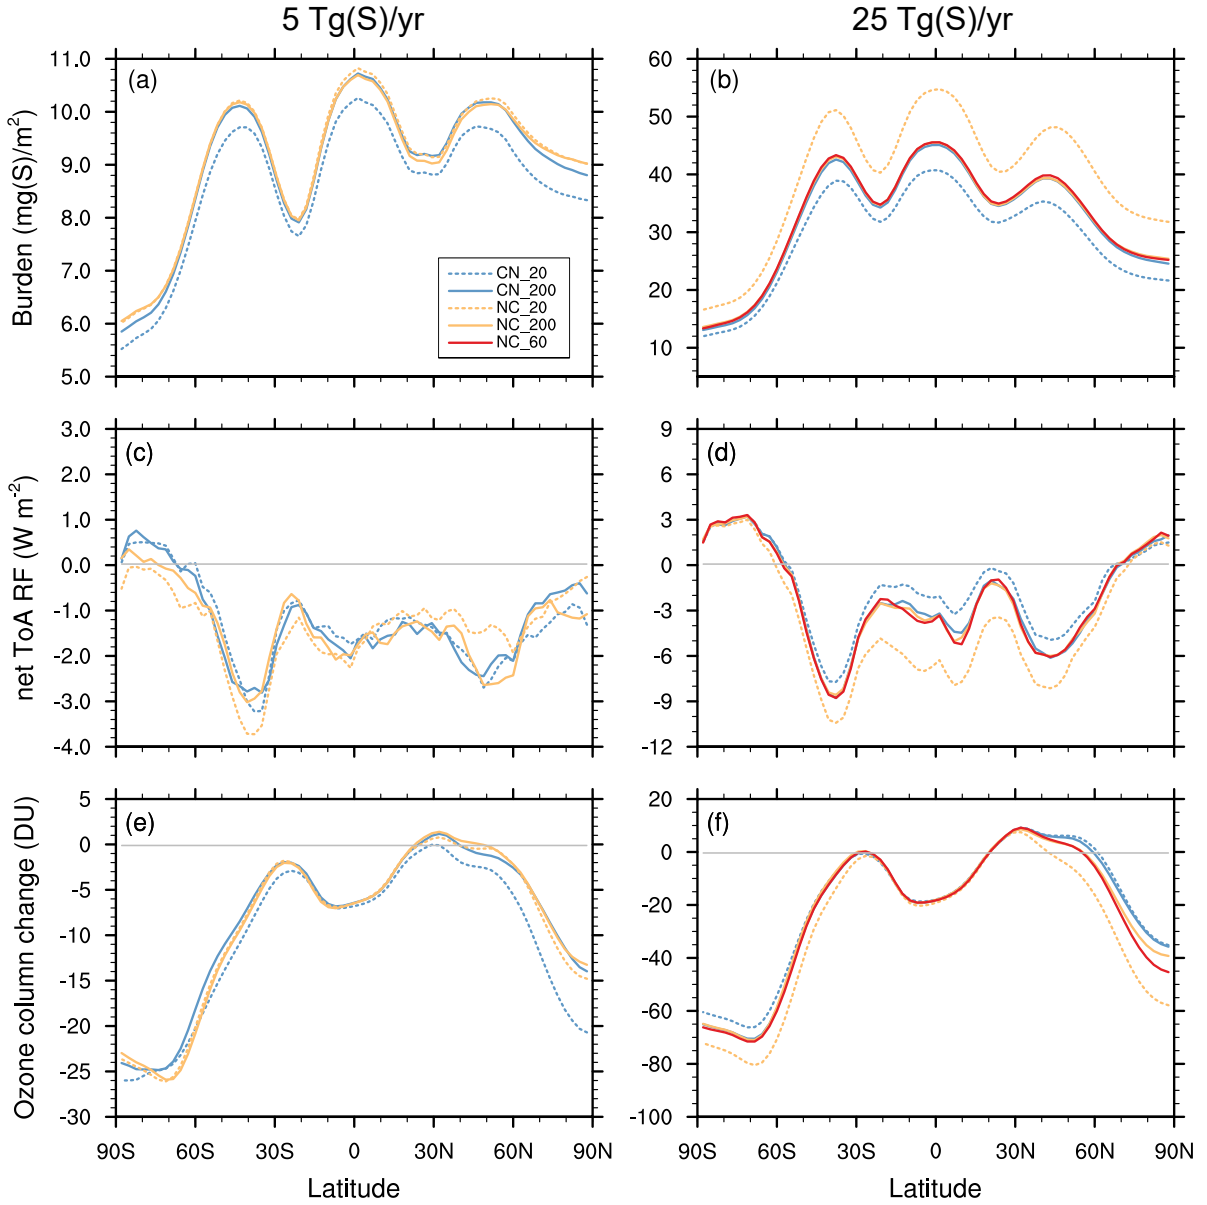 5 Tg(S)/yr
25 Tg(S)/yr
(a)
Burden (mg(S)/m²)
11.0
10.0
9.0
8.0
7.0
6.0
5.0
CN_20
CN_200
NC_20
NC_200
NC_60
(b)
60
50
40
30
20
10
(c)
net ToA RF (W m⁻²)
3.0
2.0
1.0
0.0
-1.0
-2.0
-3.0
-4.0
(d)
9
6
3
0
-3
-6
-9
-12
(e)
Ozone column change (DU)
5
0
-5
-10
-15
-20
-25
-30
90S 60S 30S 0 30N 60N 90N
Latitude
(f)
20
0
-20
-40
-60
-80
-100
90S 60S 30S 0 30N 60N 90N
Latitude